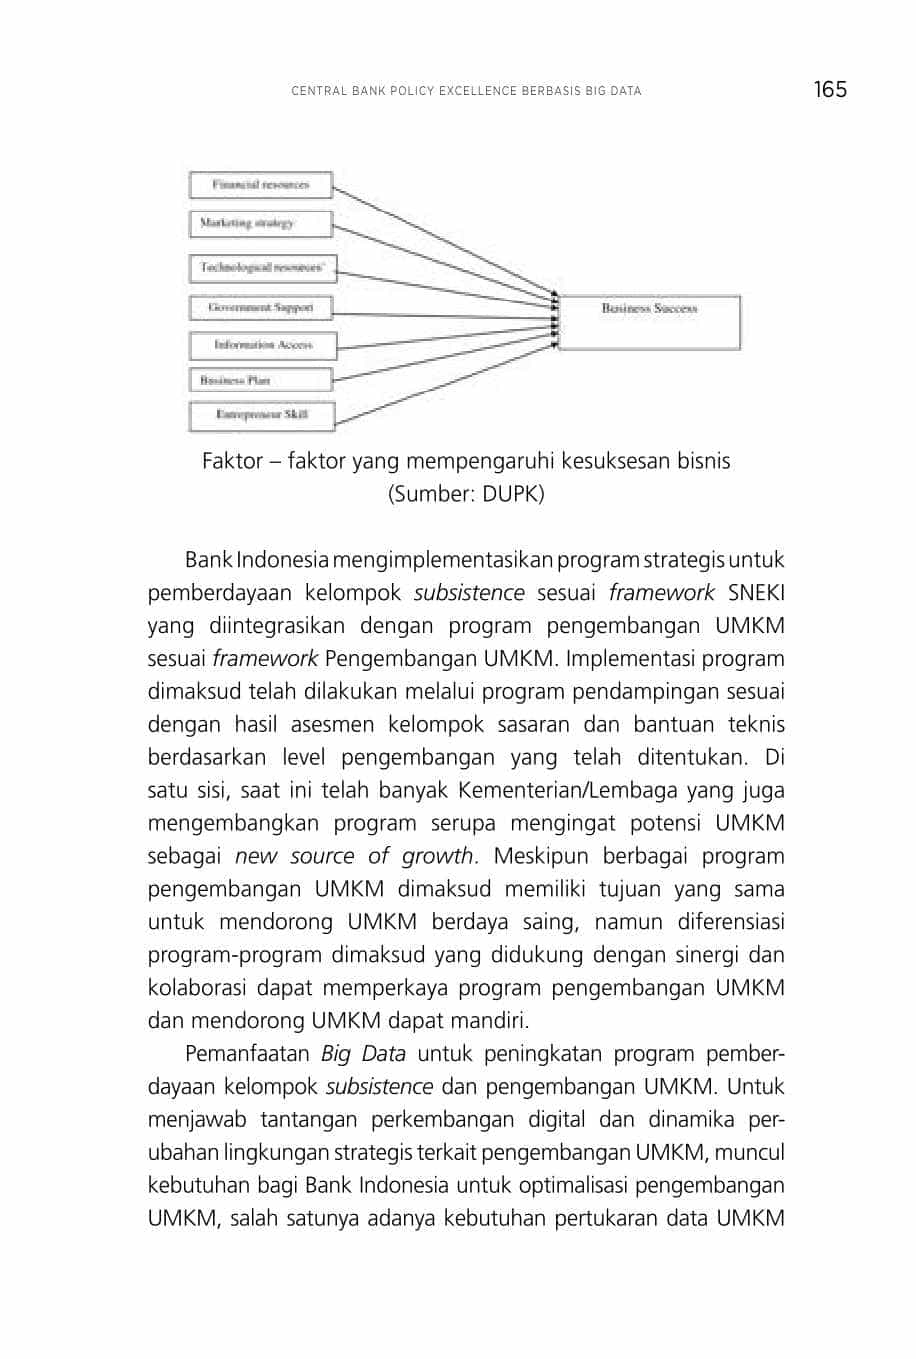 CENTRAL BANK POLICY EXCELLENCE BERBASIS BIG DATA
165
Financial resources
Marketing strategy
Technological resources'
Government Support
Information Access
Business Plan
Entrepreneur Skill
Business Success
Faktor – faktor yang mempengaruhi kesuksesan bisnis
(Sumber: DUPK)
Bank Indonesia mengimplementasikan program strategis untuk
pemberdayaan kelompok subsistence sesuai framework SNEKI
yang diintegrasikan dengan program pengembangan UMKM
sesuai framework Pengembangan UMKM. Implementasi program
dimaksud telah dilakukan melalui program pendampingan sesuai
dengan hasil asesmen kelompok sasaran dan bantuan teknis
berdasarkan level pengembangan yang telah ditentukan. Di
satu sisi, saat ini telah banyak Kementerian/Lembaga yang juga
mengembangkan program serupa mengingat potensi UMKM
sebagai new source of growth. Meskipun berbagai program
pengembangan UMKM dimaksud memiliki tujuan yang sama
untuk mendorong UMKM berdaya saing, namun diferensiasi
program-program dimaksud yang didukung dengan sinergi dan
kolaborasi dapat memperkaya program pengembangan UMKM
dan mendorong UMKM dapat mandiri.
Pemanfaatan Big Data untuk peningkatan program pember-
dayaan kelompok subsistence dan pengembangan UMKM. Untuk
menjawab tantangan perkembangan digital dan dinamika per-
ubahan lingkungan strategis terkait pengembangan UMKM, muncul
kebutuhan bagi Bank Indonesia untuk optimalisasi pengembangan
UMKM, salah satunya adanya kebutuhan pertukaran data UMKM